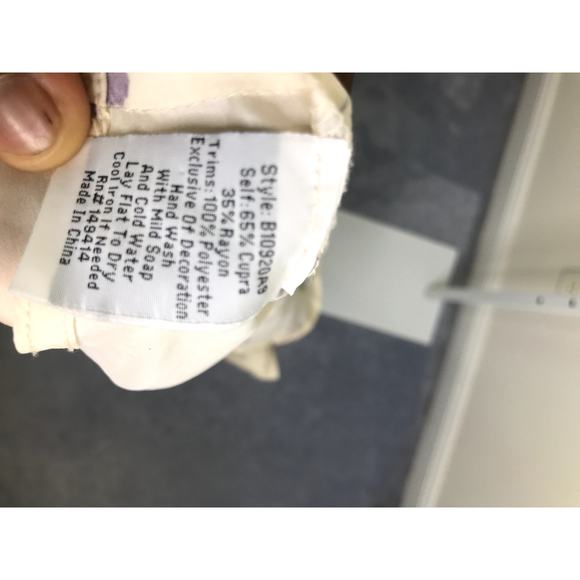 Style: B10920A9
Self:65% Cupra
35% Rayon
Trims:100% Polyester
Exclusive Of Decoration
Hand Wash
With Mild Soap
And Cold Water
Lay Flat To Dry
Cool Iron If Needed
Rn# 149414
Made In China